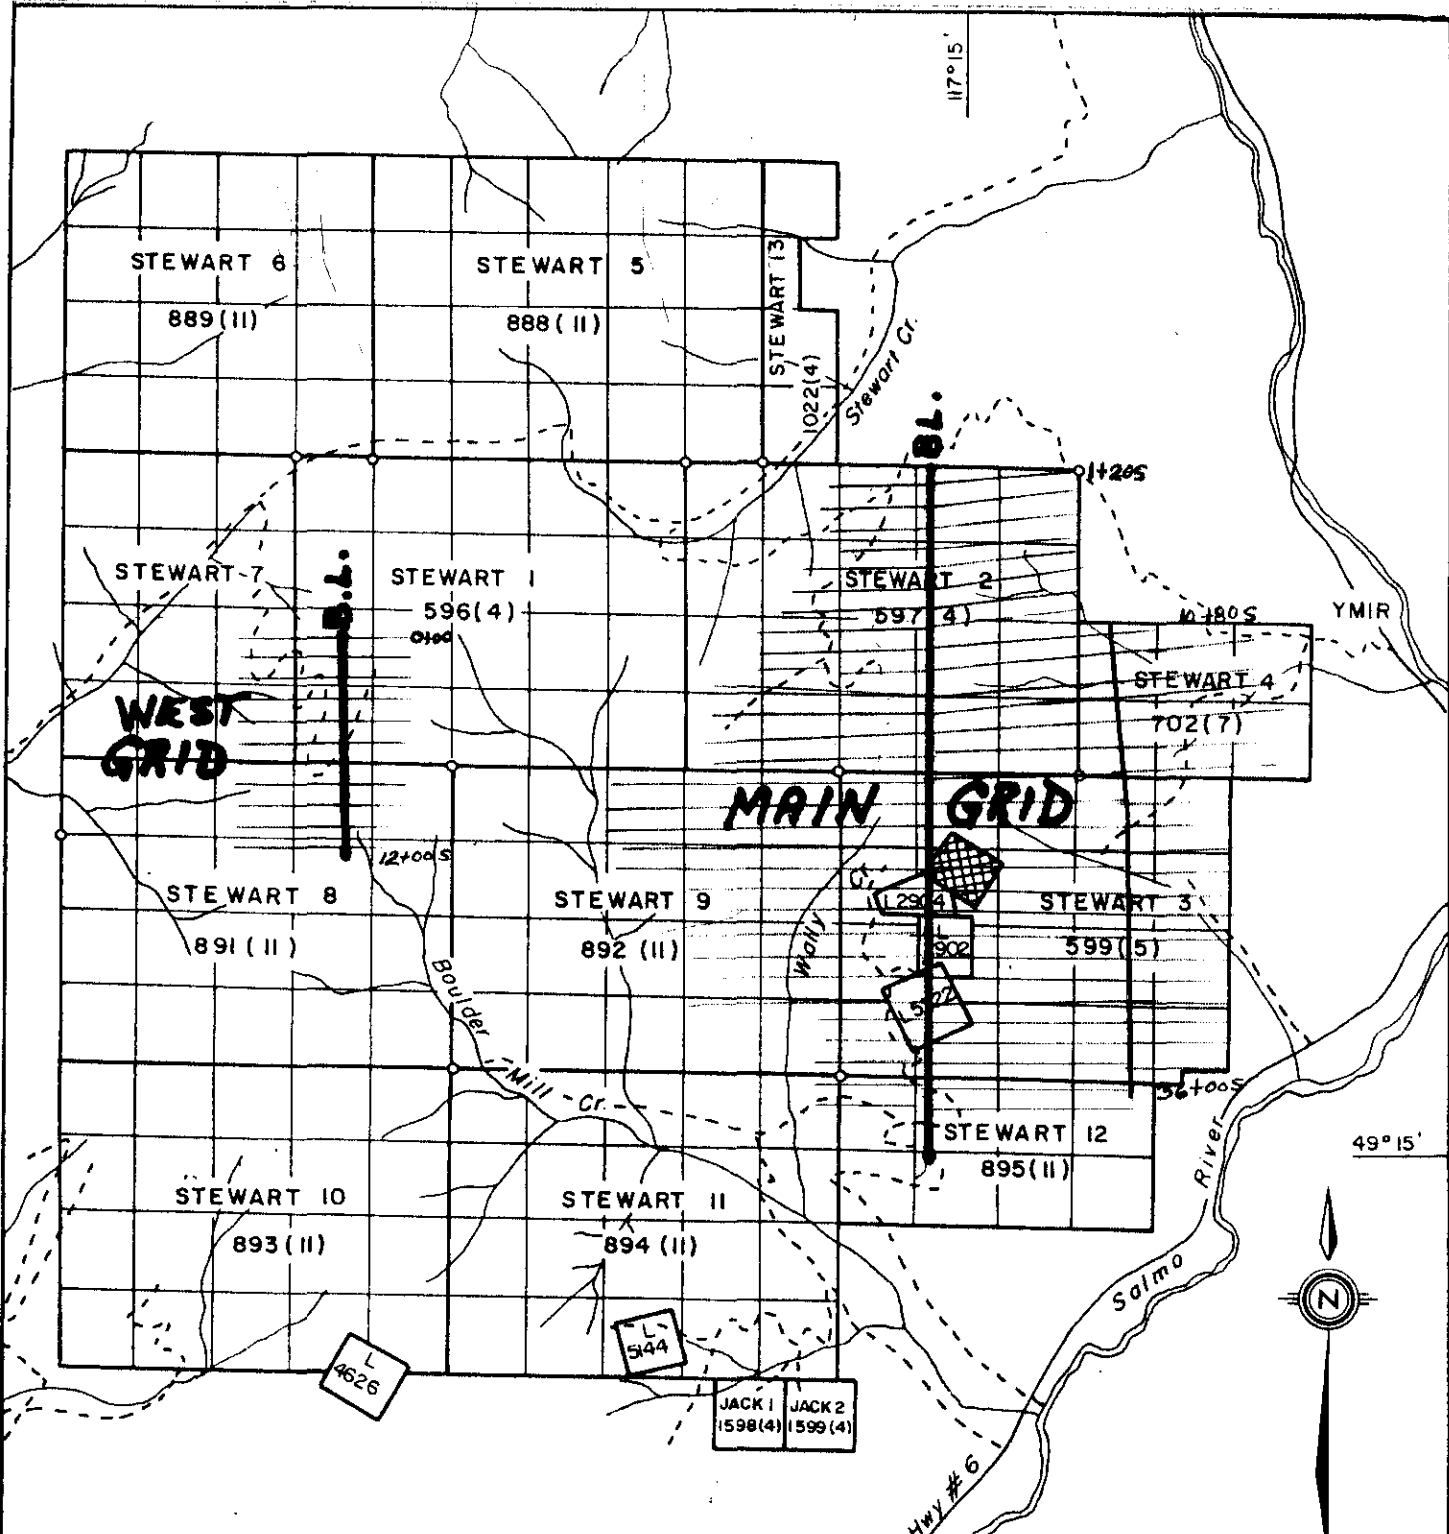 117°15'
STEWART 6
889(11)
STEWART 5
888(11)
STEWART 13
1022(4)
Stewart Cr.
BL.
1+20S
STEWART 7
B.L.
STEWART 1
596(4)
0+00
STEWART 2
597(4)
10+80S
YMIR
STEWART 4
702(7)
WEST
GRID
MAIN GRID
12+00S
STEWART 8
891(11)
STEWART 9
892(11)
Wally Cr.
L2904
L
902
L5122
STEWART 3
599(5)
Boulder
Mill Cr.
36+00S
STEWART 12
895(11)
49°15'
River
Salmo
STEWART 10
893(11)
STEWART 11
894(11)
N
L
4626
L
5144
JACK 1
1598(4)
JACK 2
1599(4)
Hwy # 6